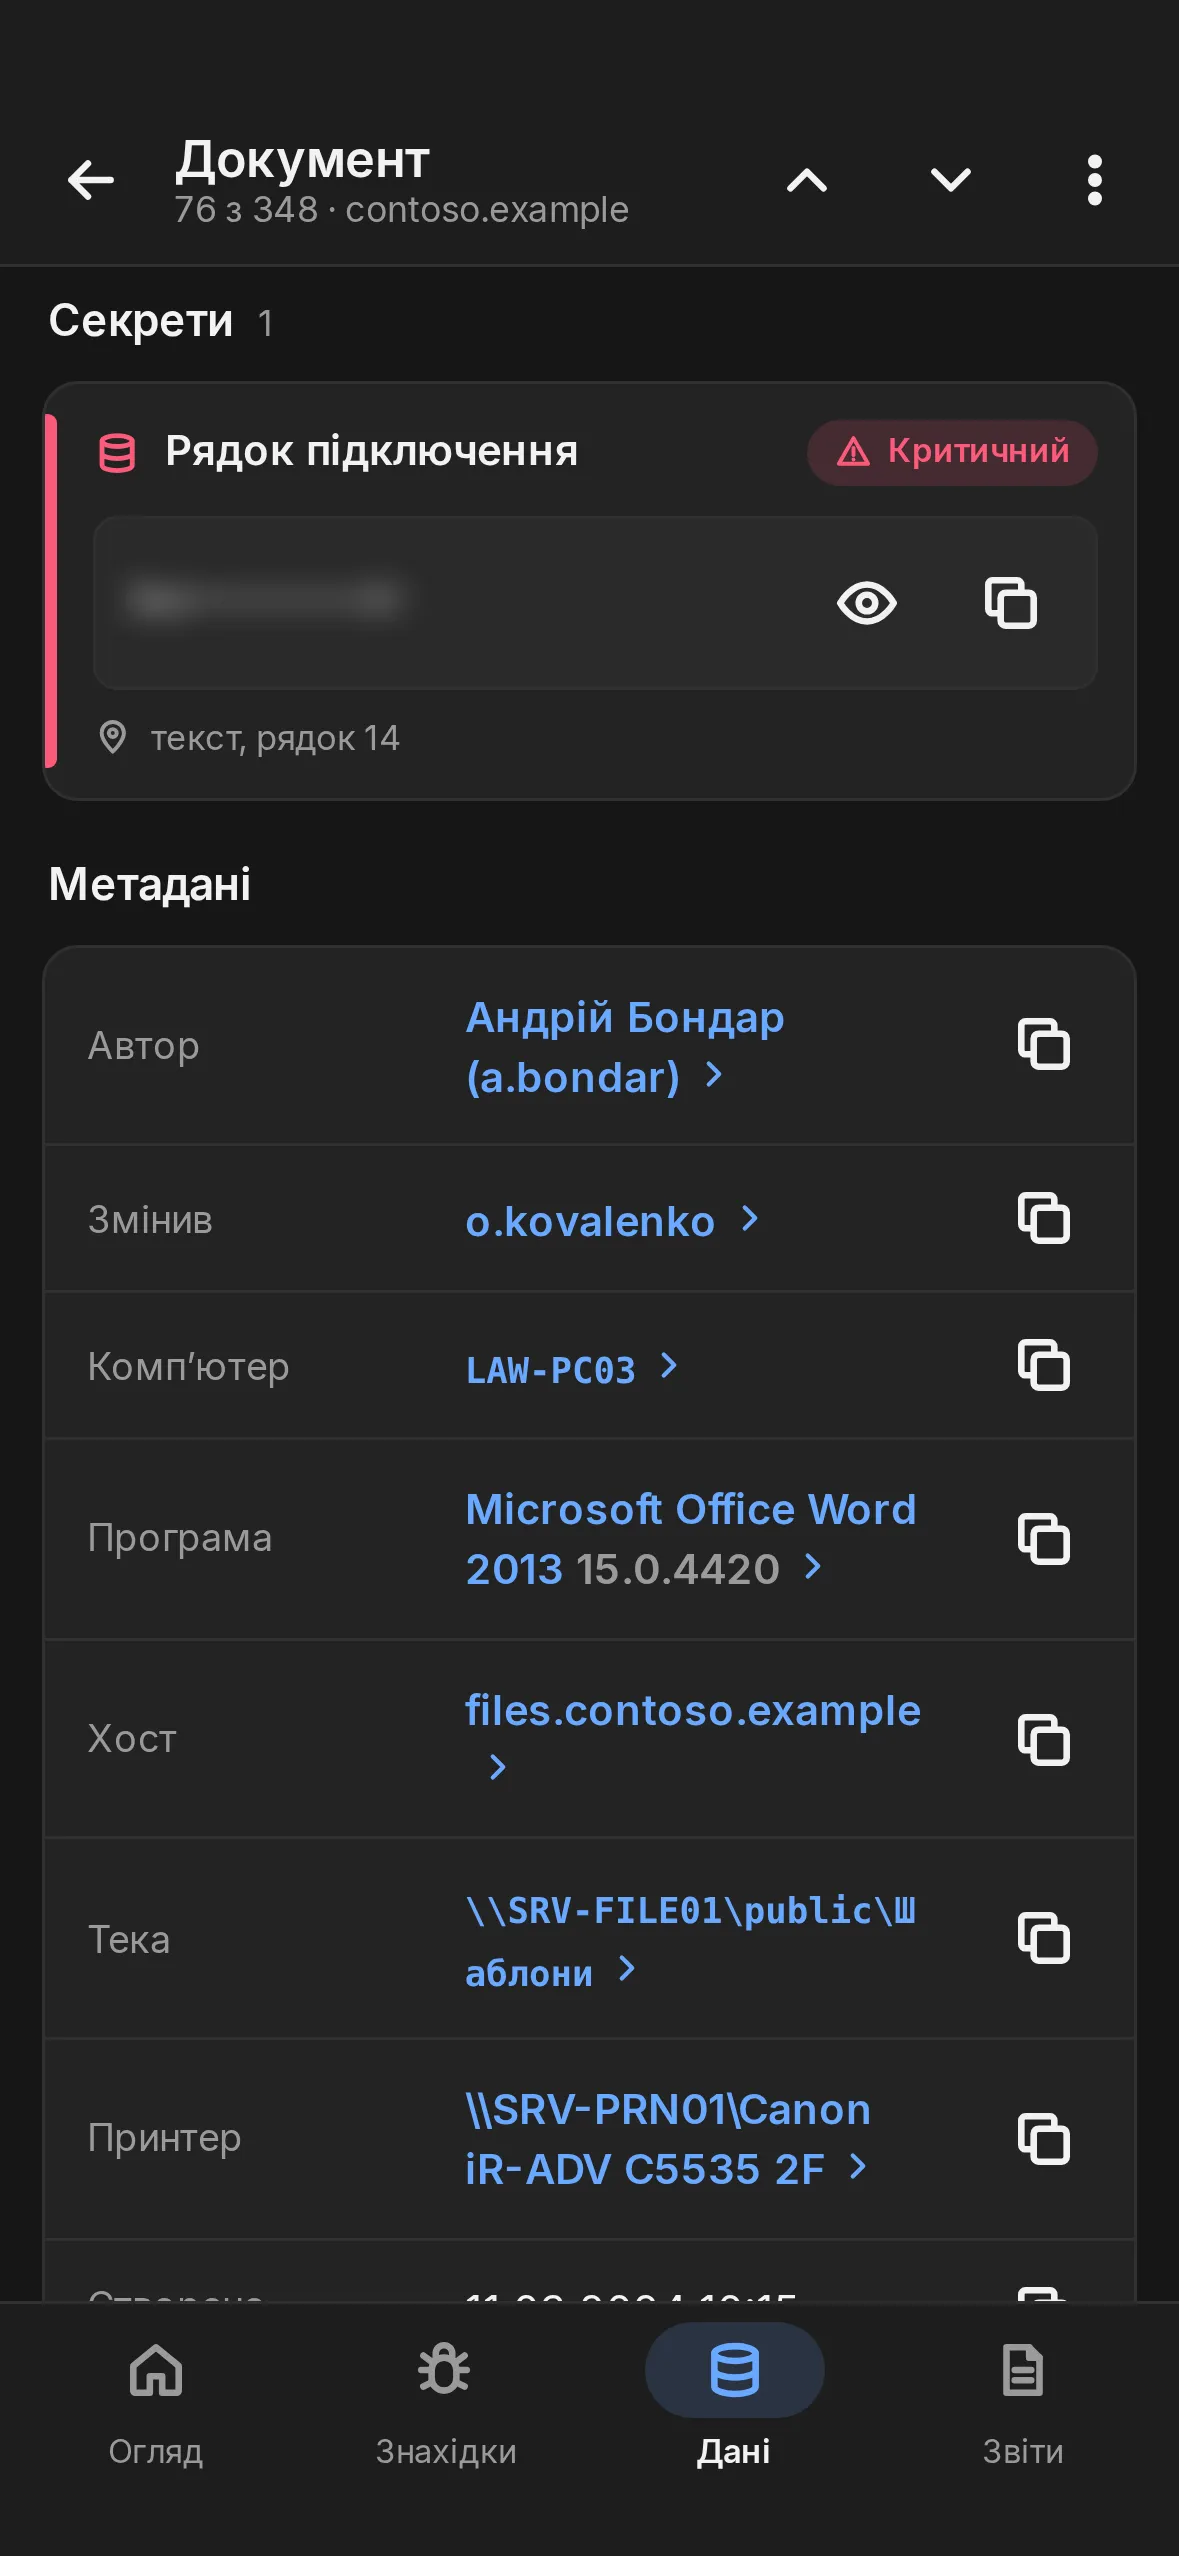 Документ
76 з 348 · contoso.example
Секрети 1
Рядок підключення
Критичний
текст, рядок 14
Метадані
Автор
Андрій Бондар
(a.bondar)
Змінив
o.kovalenko
Комп’ютер
LAW-PC03
Програма
Microsoft Office Word
2013 15.0.4420
Хост
files.contoso.example
Тека
\\SRV-FILE01\public\Ш
аблони
Принтер
\\SRV-PRN01\Canon
iR-ADV C5535 2F
Огляд
Знахідки
Дані
Звіти